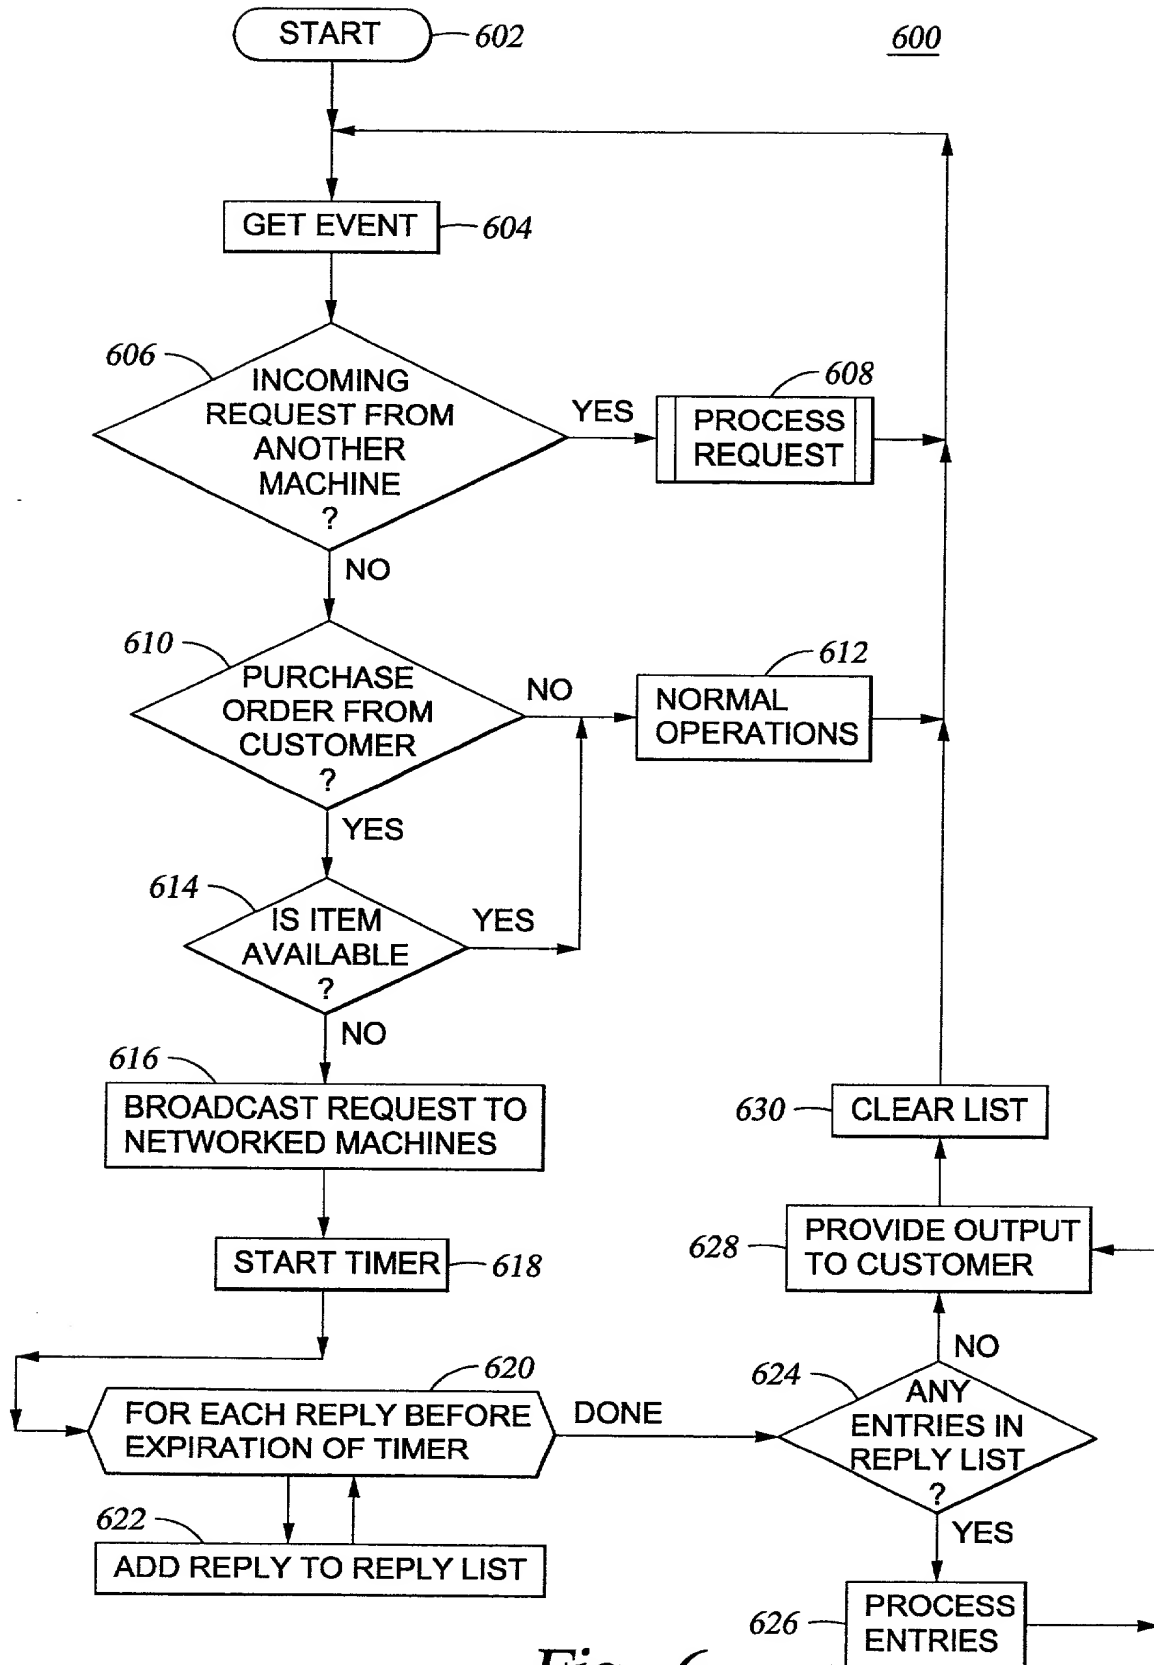 START
602
600
GET EVENT
604
606
INCOMING
REQUEST FROM
ANOTHER
MACHINE
?
YES
608
PROCESS
REQUEST
NO
610
PURCHASE
ORDER FROM
CUSTOMER
?
NO
612
NORMAL
OPERATIONS
YES
614
IS ITEM
AVAILABLE
?
YES
NO
616
BROADCAST REQUEST TO
NETWORKED MACHINES
630
CLEAR LIST
START TIMER
618
628
PROVIDE OUTPUT
TO CUSTOMER
NO
620
FOR EACH REPLY BEFORE
EXPIRATION OF TIMER
DONE
624
ANY
ENTRIES IN
REPLY LIST
?
YES
622
ADD REPLY TO REPLY LIST
626
PROCESS
ENTRIES
Fig. 6